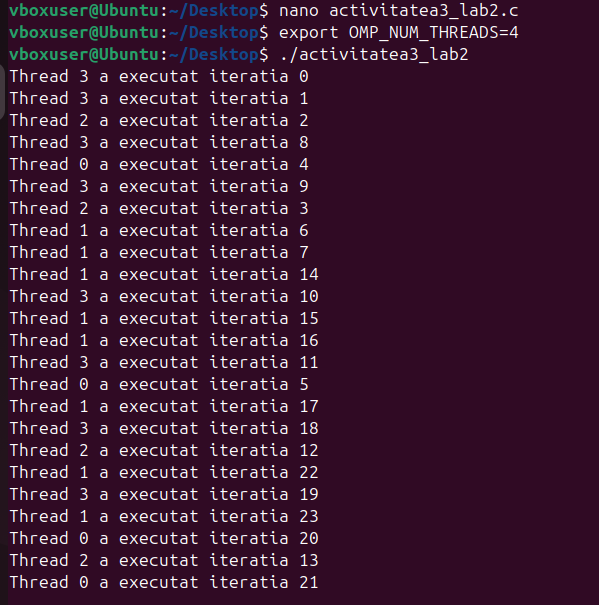 vboxuser@Ubuntu:~/Desktop$ nano activitatea3_lab2.c
vboxuser@Ubuntu:~/Desktop$ export OMP_NUM_THREADS=4
vboxuser@Ubuntu:~/Desktop$ ./activitatea3_lab2
Thread 3 a executat iteratia 0
Thread 3 a executat iteratia 1
Thread 2 a executat iteratia 2
Thread 3 a executat iteratia 8
Thread 0 a executat iteratia 4
Thread 3 a executat iteratia 9
Thread 2 a executat iteratia 3
Thread 1 a executat iteratia 6
Thread 1 a executat iteratia 7
Thread 1 a executat iteratia 14
Thread 3 a executat iteratia 10
Thread 1 a executat iteratia 15
Thread 1 a executat iteratia 16
Thread 3 a executat iteratia 11
Thread 0 a executat iteratia 5
Thread 1 a executat iteratia 17
Thread 3 a executat iteratia 18
Thread 2 a executat iteratia 12
Thread 1 a executat iteratia 22
Thread 3 a executat iteratia 19
Thread 1 a executat iteratia 23
Thread 0 a executat iteratia 20
Thread 2 a executat iteratia 13
Thread 0 a executat iteratia 21